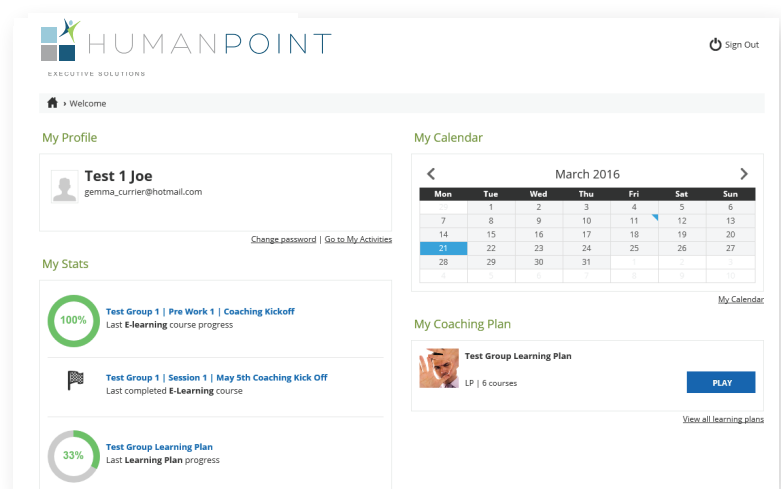 HUMANPOINT
EXECUTIVE SOLUTIONS
Sign Out
› Welcome
My Profile
Test 1 Joe
gemma_currier@hotmail.com
Change password | Go to My Activities
My Stats
100%
Test Group 1 | Pre Work 1 | Coaching Kickoff
Last E-learning course progress
Test Group 1 | Session 1 | May 5th Coaching Kick Off
Last completed E-Learning course
33%
Test Group Learning Plan
Last Learning Plan progress
My Calendar
March 2016
Mon Tue Wed Thu Fri Sat Sun
29 1 2 3 4 5 6
7 8 9 10 11 12 13
14 15 16 17 18 19 20
21 22 23 24 25 26 27
28 29 30 31 1 2 3
4 5 6 7 8 9 10
My Calendar
My Coaching Plan
Test Group Learning Plan
LP | 6 courses
PLAY
View all learning plans